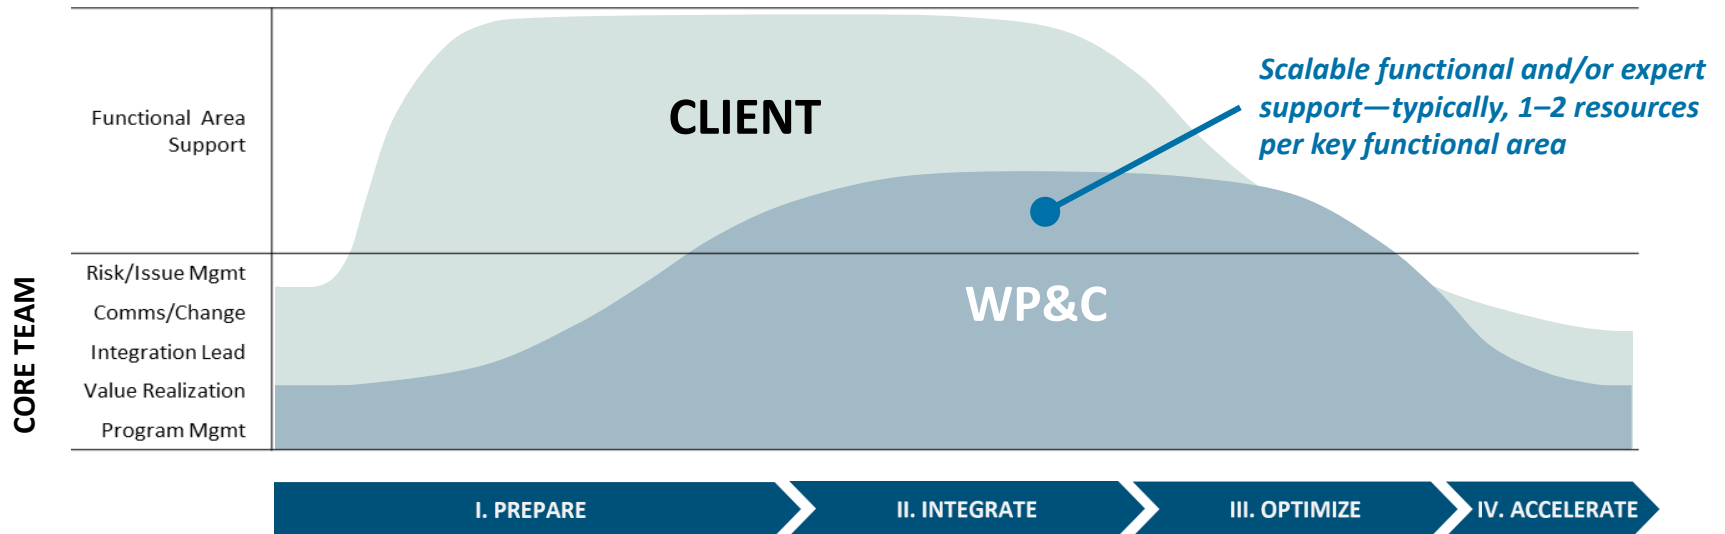 Functional Area
Support
CLIENT
Scalable functional and/or expert
support—typically, 1–2 resources
per key functional area
CORE TEAM
Risk/Issue Mgmt
Comms/Change
Integration Lead
Value Realization
Program Mgmt
WP&C
I. PREPARE
II. INTEGRATE
III. OPTIMIZE
IV. ACCELERATE